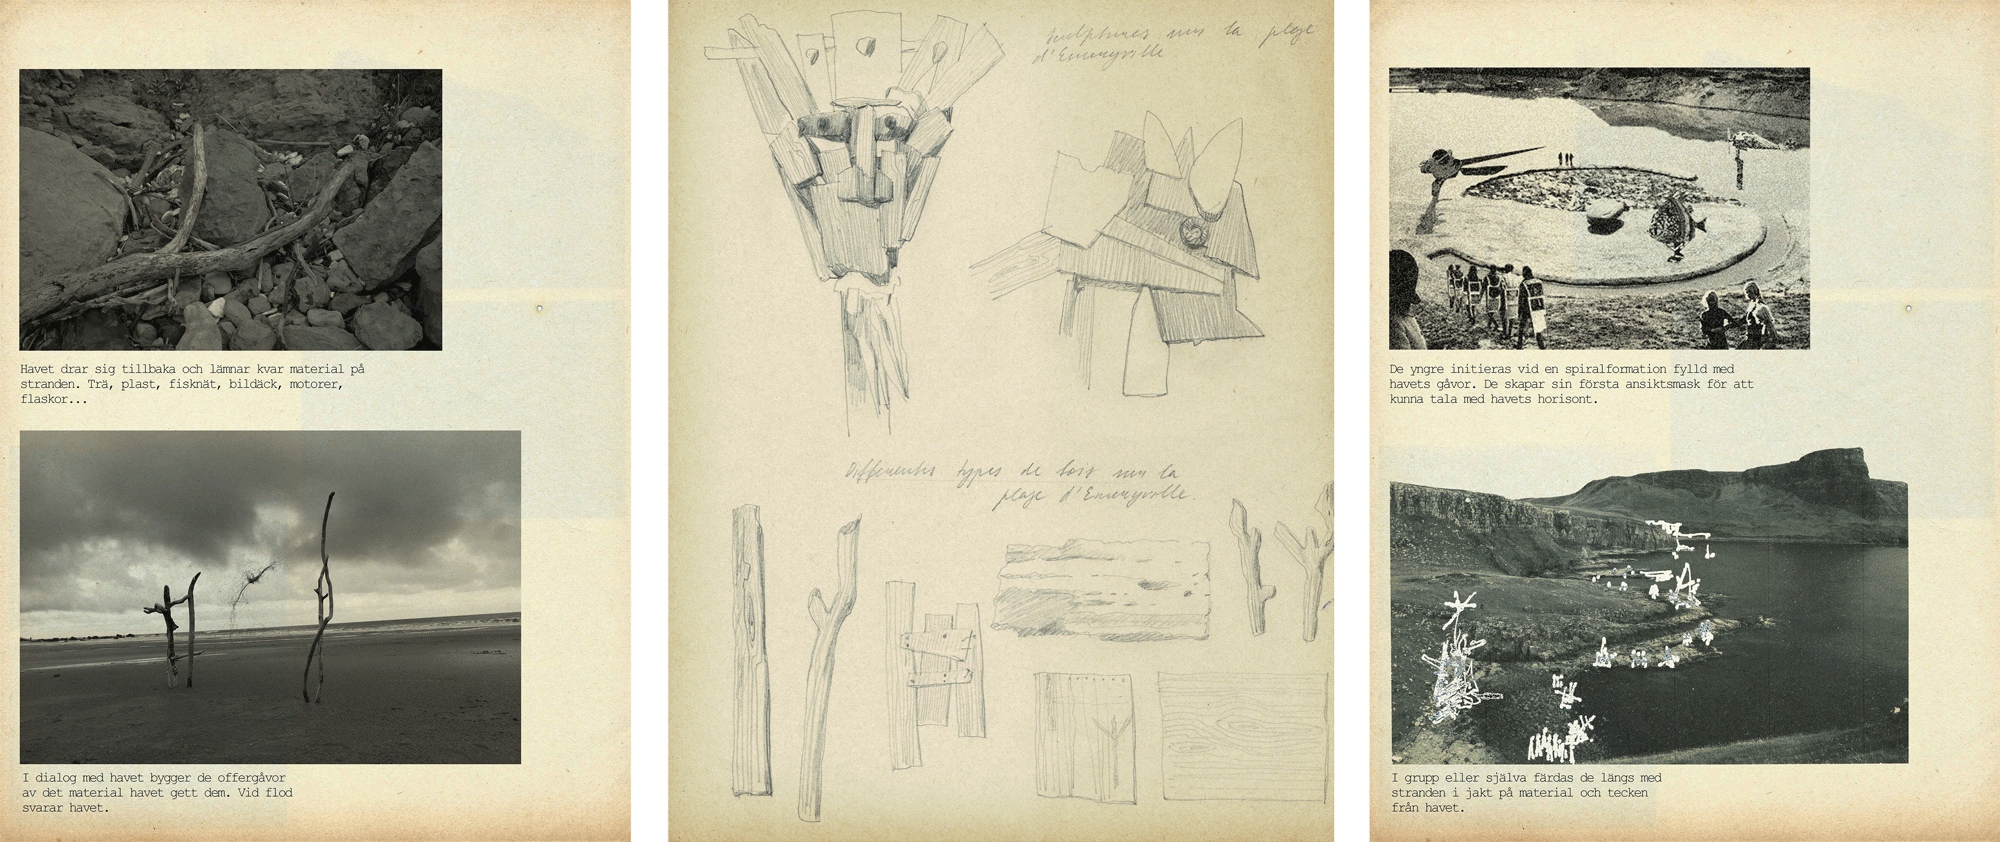 Havet drar sig tillbaka och lämnar kvar material på
stranden. Trä, plast, fisknät, bildäck, motorer,
flaskor...
I dialog med havet bygger de offergåvor
av det material havet gett dem. Vid flod
svarar havet.
Sculptures sur la plage
d'Emeryville
Differentes types de bois sur la
plage d'Emeryville.
De yngre initieras vid en spiralformation fylld med
havets gåvor. De skapar sin första ansiktsmask för att
kunna tala med havets horisont.
I grupp eller själva färdas de längs med
stranden i jakt på material och tecken
från havet.